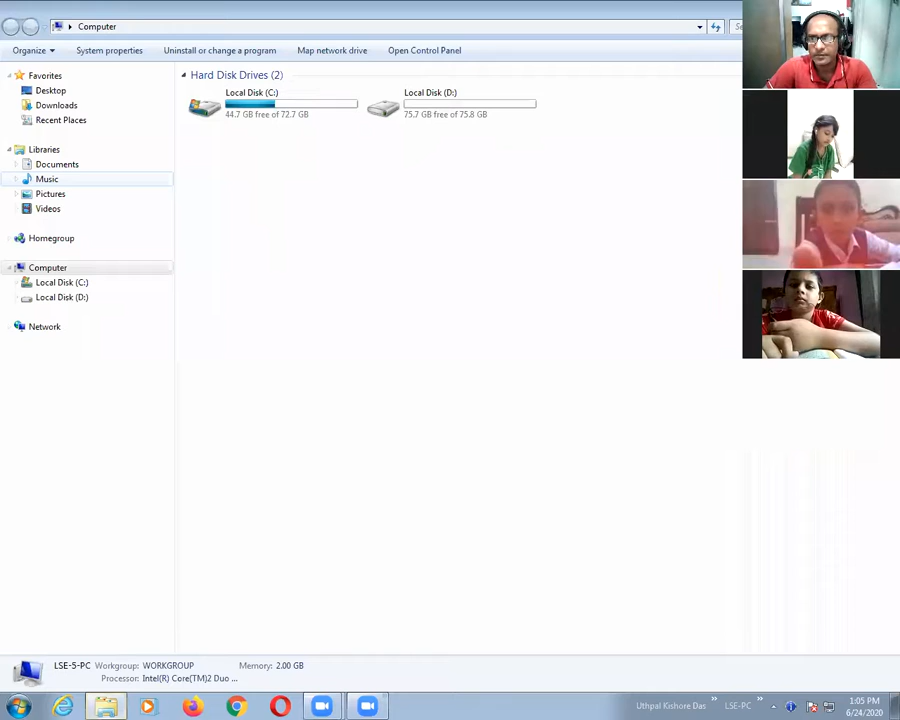 Computer
Se
Organize
System properties
Uninstall or change a program
Map network drive
Open Control Panel
Favorites
Desktop
Downloads
Recent Places
Libraries
Documents
Music
Pictures
Videos
Homegroup
Computer
Local Disk (C:)
Local Disk (D:)
Network
Hard Disk Drives (2)
Local Disk (C:)
44.7 GB free of 72.7 GB
Local Disk (D:)
75.7 GB free of 75.8 GB
LSE-5-PC Workgroup: WORKGROUP Memory: 2.00 GB
Processor: Intel(R) Core(TM)2 Duo ...
Uthpal Kishore Das
LSE-PC
1:05 PM
6/24/2020